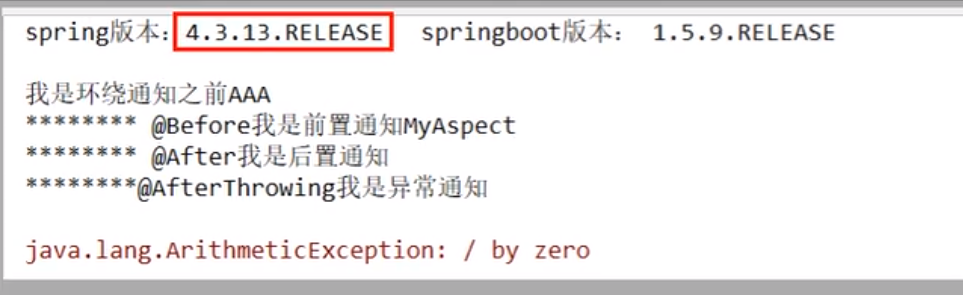 spring版本：4.3.13.RELEASE springboot版本： 1.5.9.RELEASE
我是环绕通知之前AAA
******** @Before我是前置通知MyAspect
******** @After我是后置通知
********@AfterThrowing我是异常通知
java.lang.ArithmeticException: / by zero